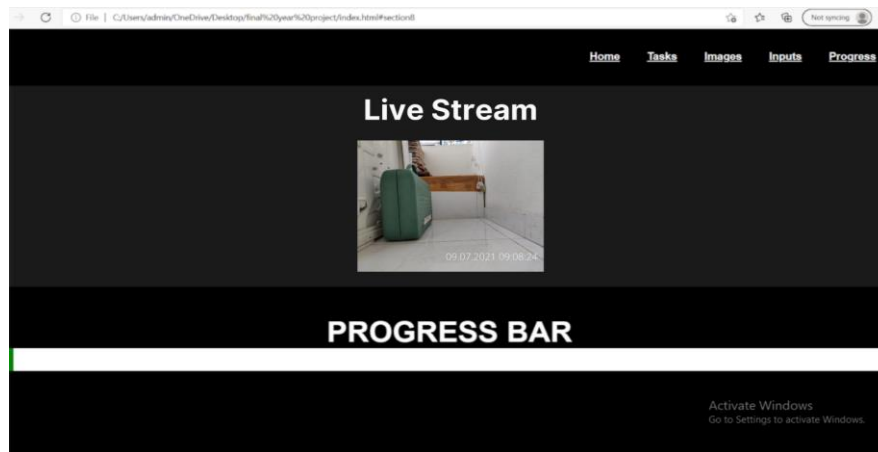 File | C:/Users/admin/OneDrive/Desktop/final%20year%20project/index.html#section8
Not syncing
Home Tasks Images Inputs Progress
Live Stream
09.07.2021 09:08:24
PROGRESS BAR
Activate Windows
Go to Settings to activate Windows.